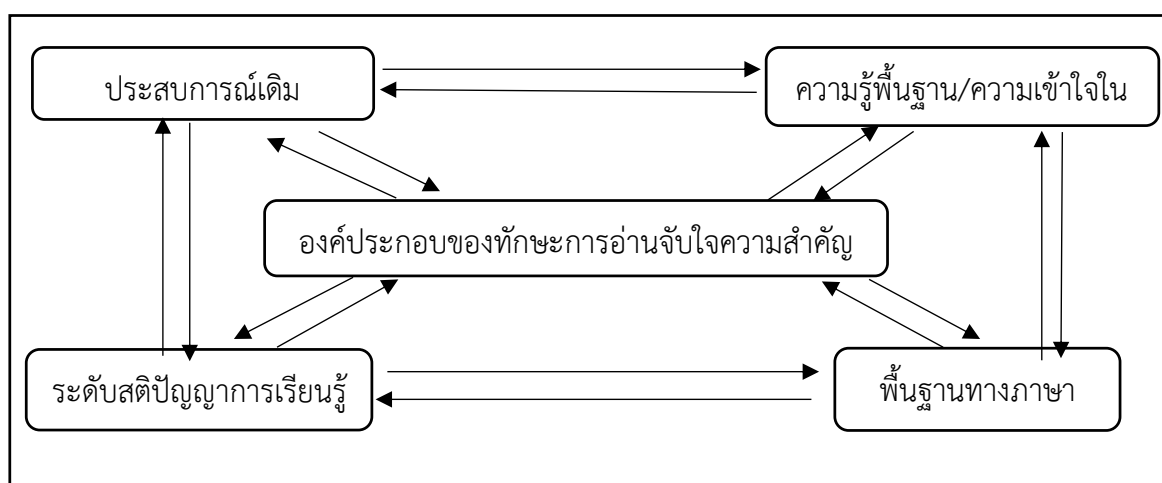 ประสบการณ์เดิม
ความรู้พื้นฐาน/ความเข้าใจใน
องค์ประกอบของทักษะการอ่านจับใจความสำคัญ
ระดับสติปัญญาการเรียนรู้
พื้นฐานทางภาษา